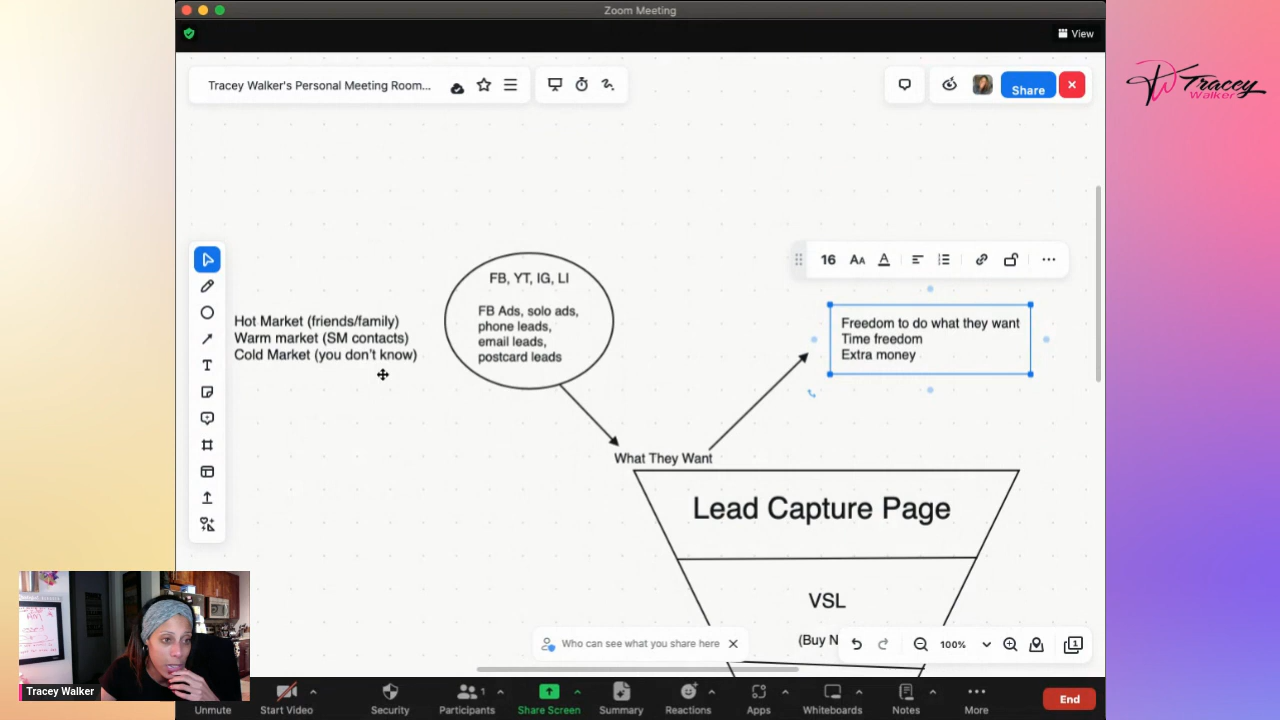 Zoom Meeting
View
Tracey Walker's Personal Meeting Room...
Share
Tracey
Walker
FB, YT, IG, LI
FB Ads, solo ads,
phone leads,
email leads,
postcard leads
Hot Market (friends/family)
Warm market (SM contacts)
Cold Market (you don't know)
16
Freedom to do what they want
Time freedom
Extra money
What They Want
Lead Capture Page
VSL
(Buy N
Who can see what you share here
100%
1
Tracey Walker
Unmute
Start Video
Security
Participants
1
Share Screen
Summary
Reactions
Apps
Whiteboards
Notes
More
End